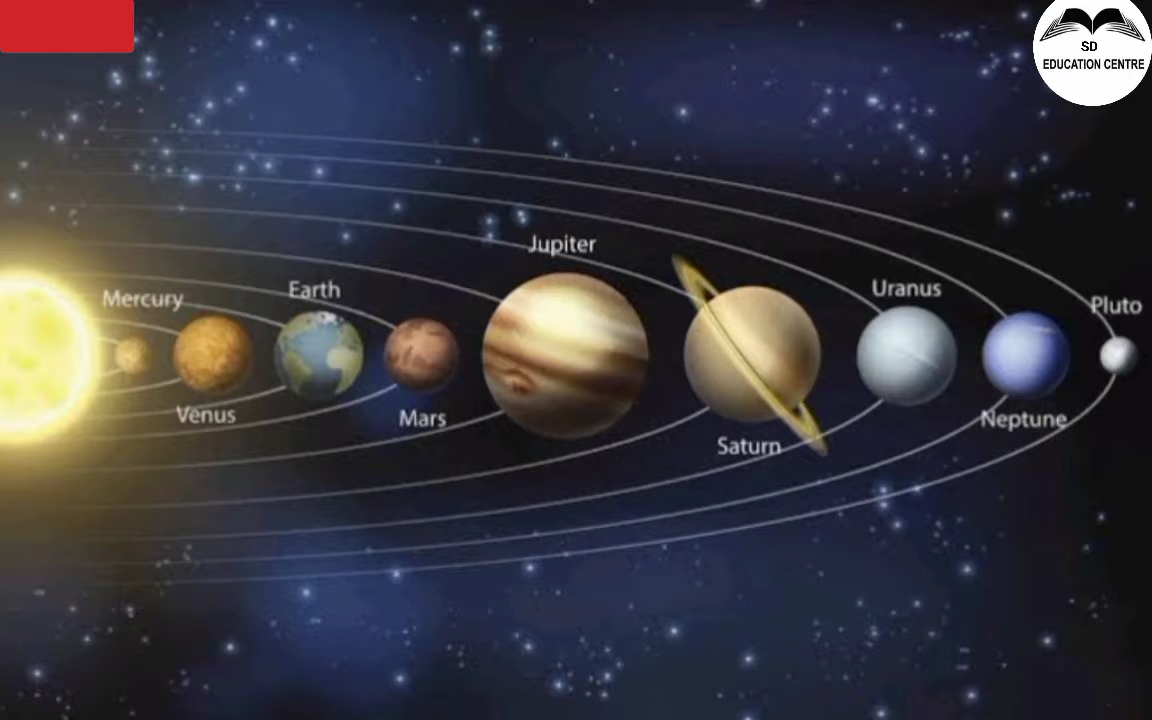 SD
EDUCATION CENTRE
Jupiter
Mercury
Earth
Uranus
Pluto
Venus
Mars
Saturn
Neptune